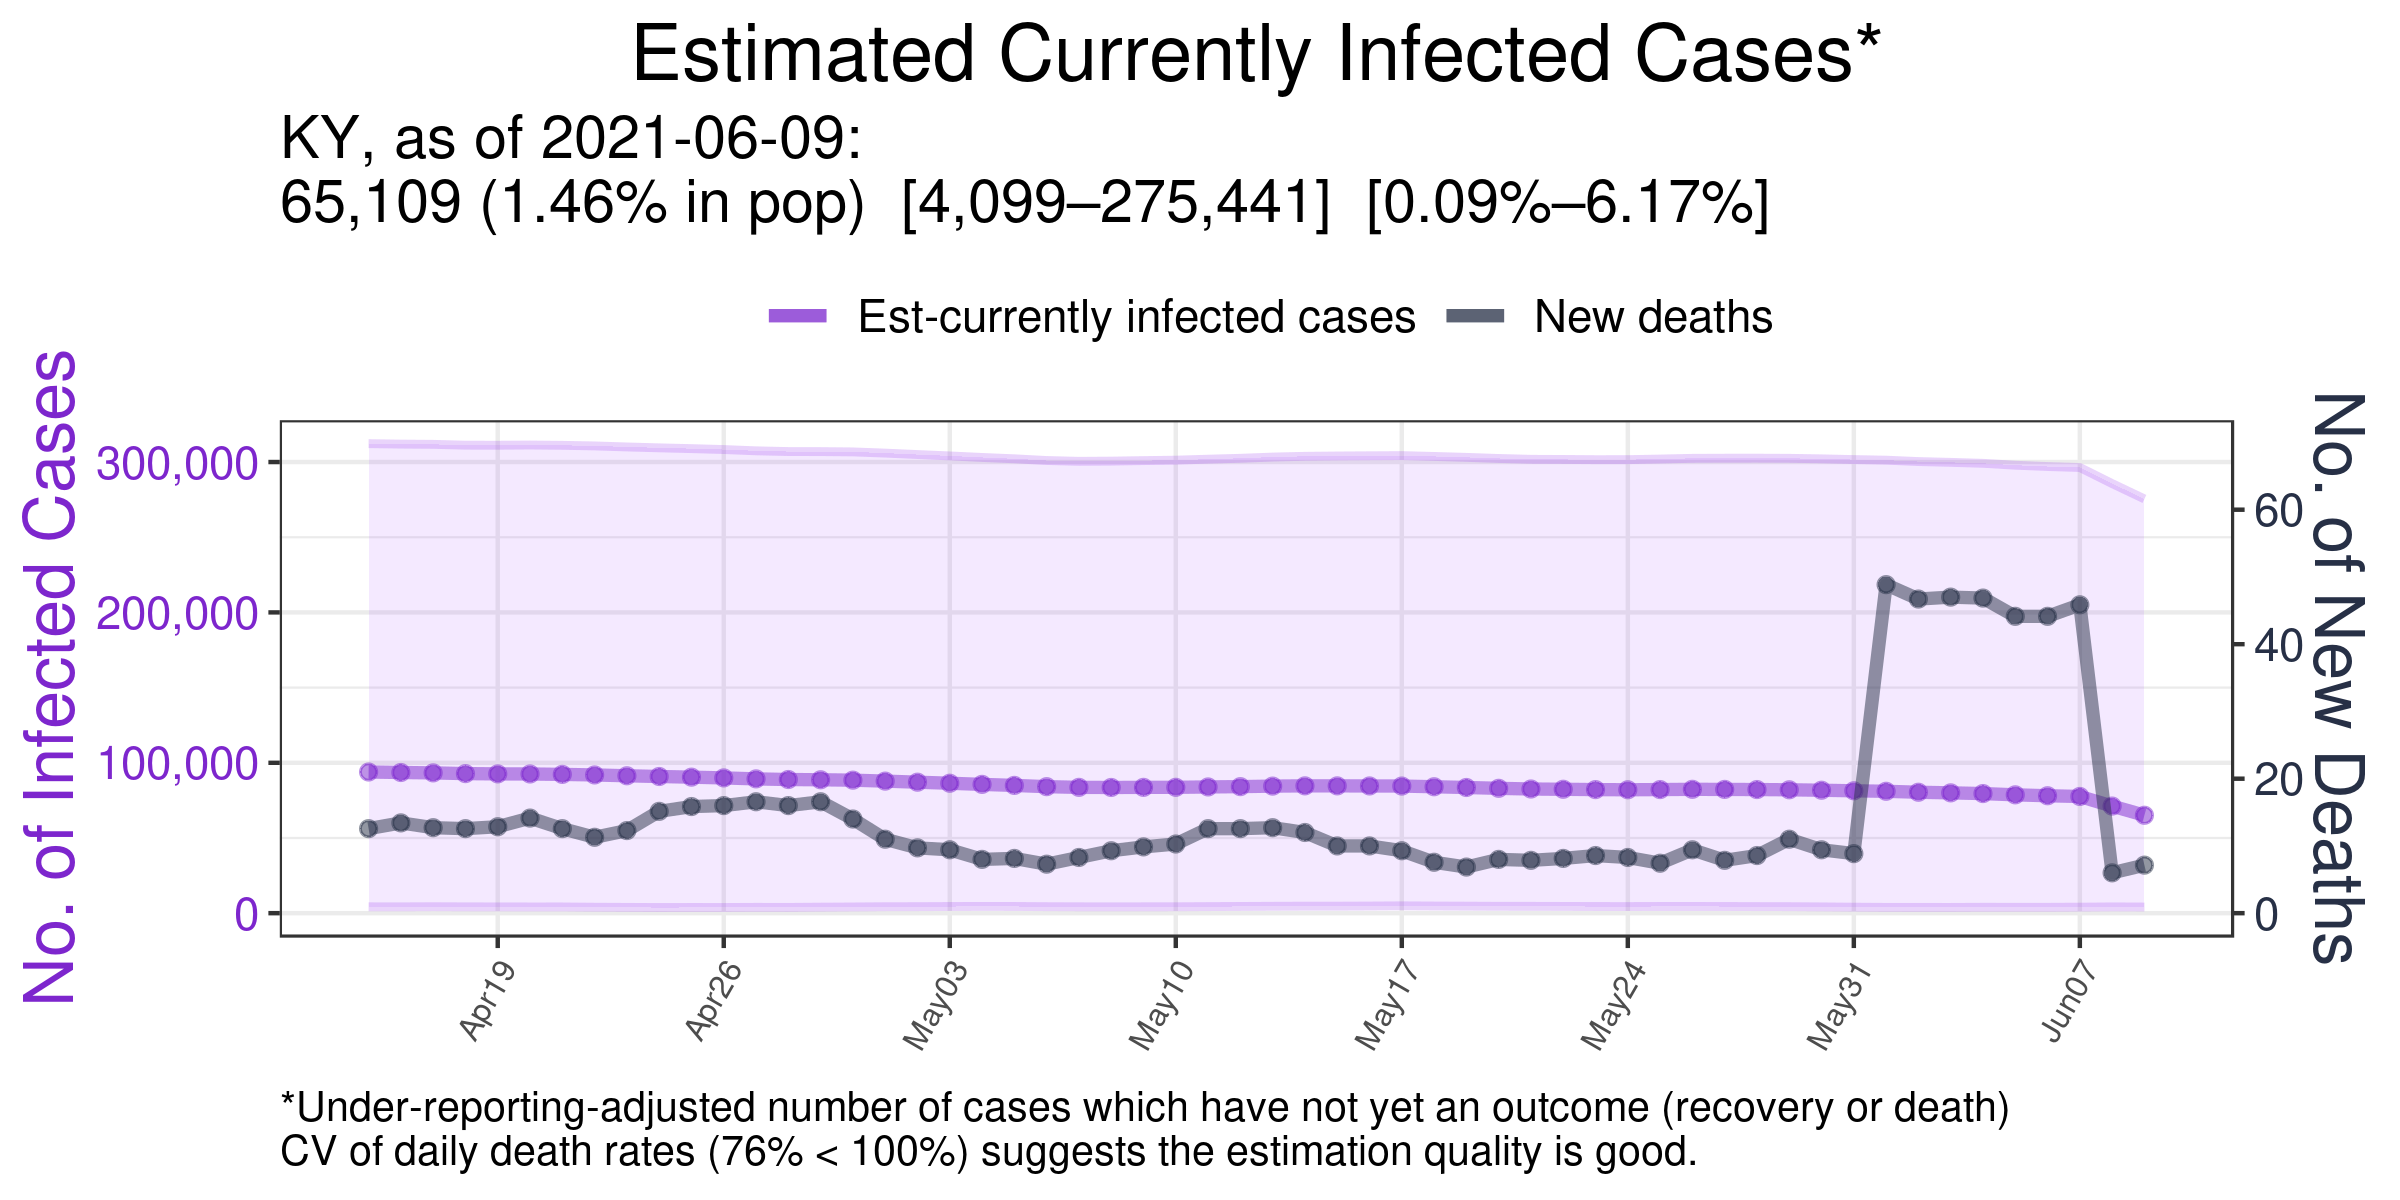 Estimated Currently Infected Cases*
KY, as of 2021-06-09:
65,109 (1.46% in pop)  [4,099–275,441]  [0.09%–6.17%]
Est-currently infected cases
New deaths
No. of Infected Cases
300,000
200,000
100,000
0
No. of New Deaths
60
40
20
0
Apr19
Apr26
May03
May10
May17
May24
May31
Jun07
*Under-reporting-adjusted number of cases which have not yet an outcome (recovery or death)
CV of daily death rates (76% < 100%) suggests the estimation quality is good.